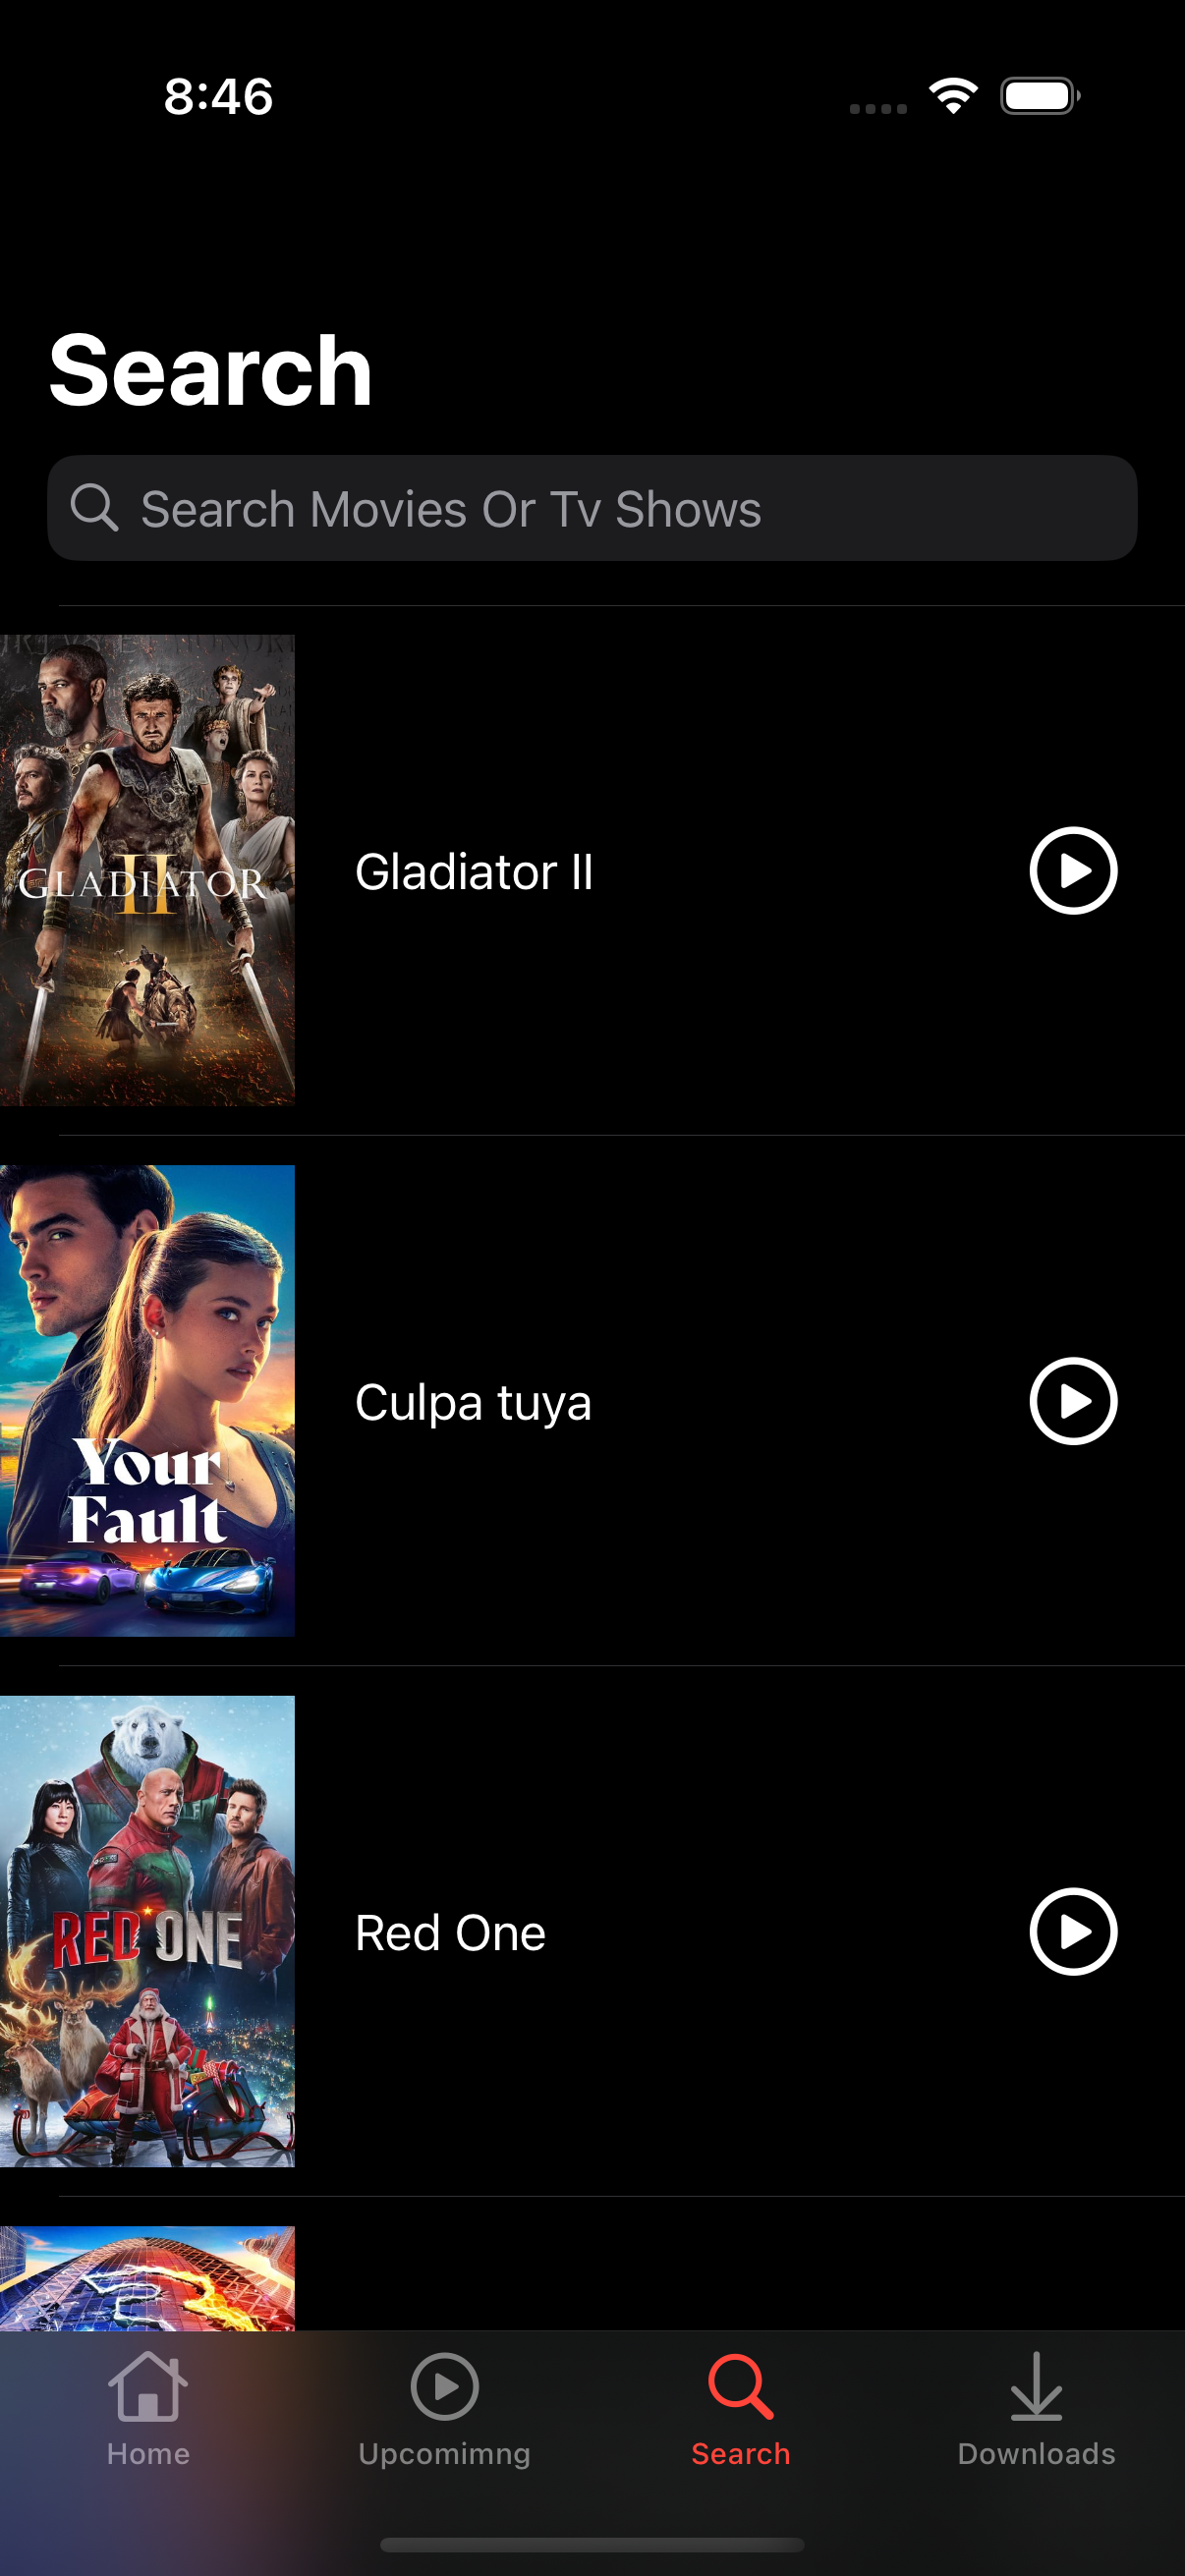 8:46
Search
Search Movies Or Tv Shows
GLADIATOR
II
Gladiator II
Your
Fault
Culpa tuya
RED ONE
Red One
Home
Upcomimng
Search
Downloads